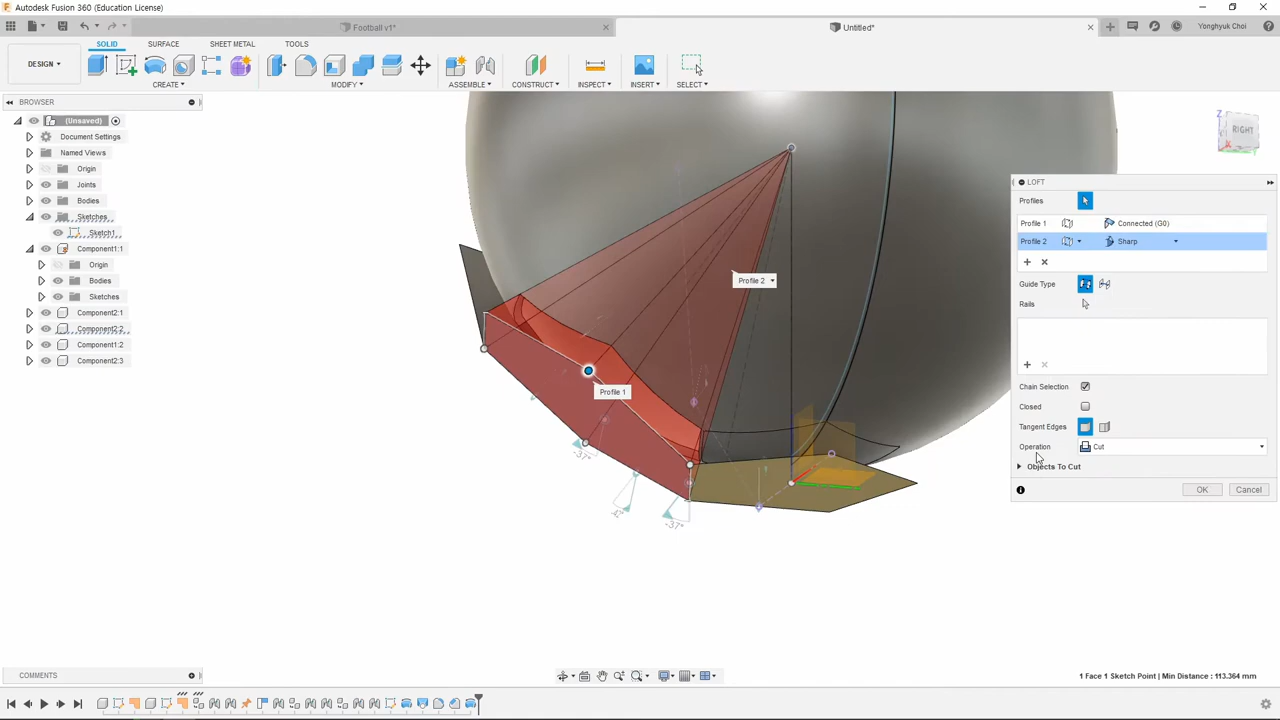 Autodesk Fusion 360 (Education License)
Football v1*
Untitled*
Yonghyuk Choi
SOLID
SURFACE
SHEET METAL
TOOLS
DESIGN
CREATE
MODIFY
ASSEMBLE
CONSTRUCT
INSPECT
INSERT
SELECT
BROWSER
(Unsaved)
Document Settings
Named Views
Origin
Joints
Bodies
Sketches
Sketch1
Component1:1
Origin
Bodies
Sketches
Component2:1
Component2:2
Component1:2
Component2:3
Z
RIGHT
X
Y
Profile 2
Profile 1
-37°
42°
-37°
LOFT
Profiles
Profile 1 Connected (G0)
Profile 2 Sharp
Guide Type
Rails
Chain Selection
Closed
Tangent Edges
Operation Cut
Objects To Cut
OK Cancel
COMMENTS
1 Face 1 Sketch Point | Min Distance : 113.364 mm